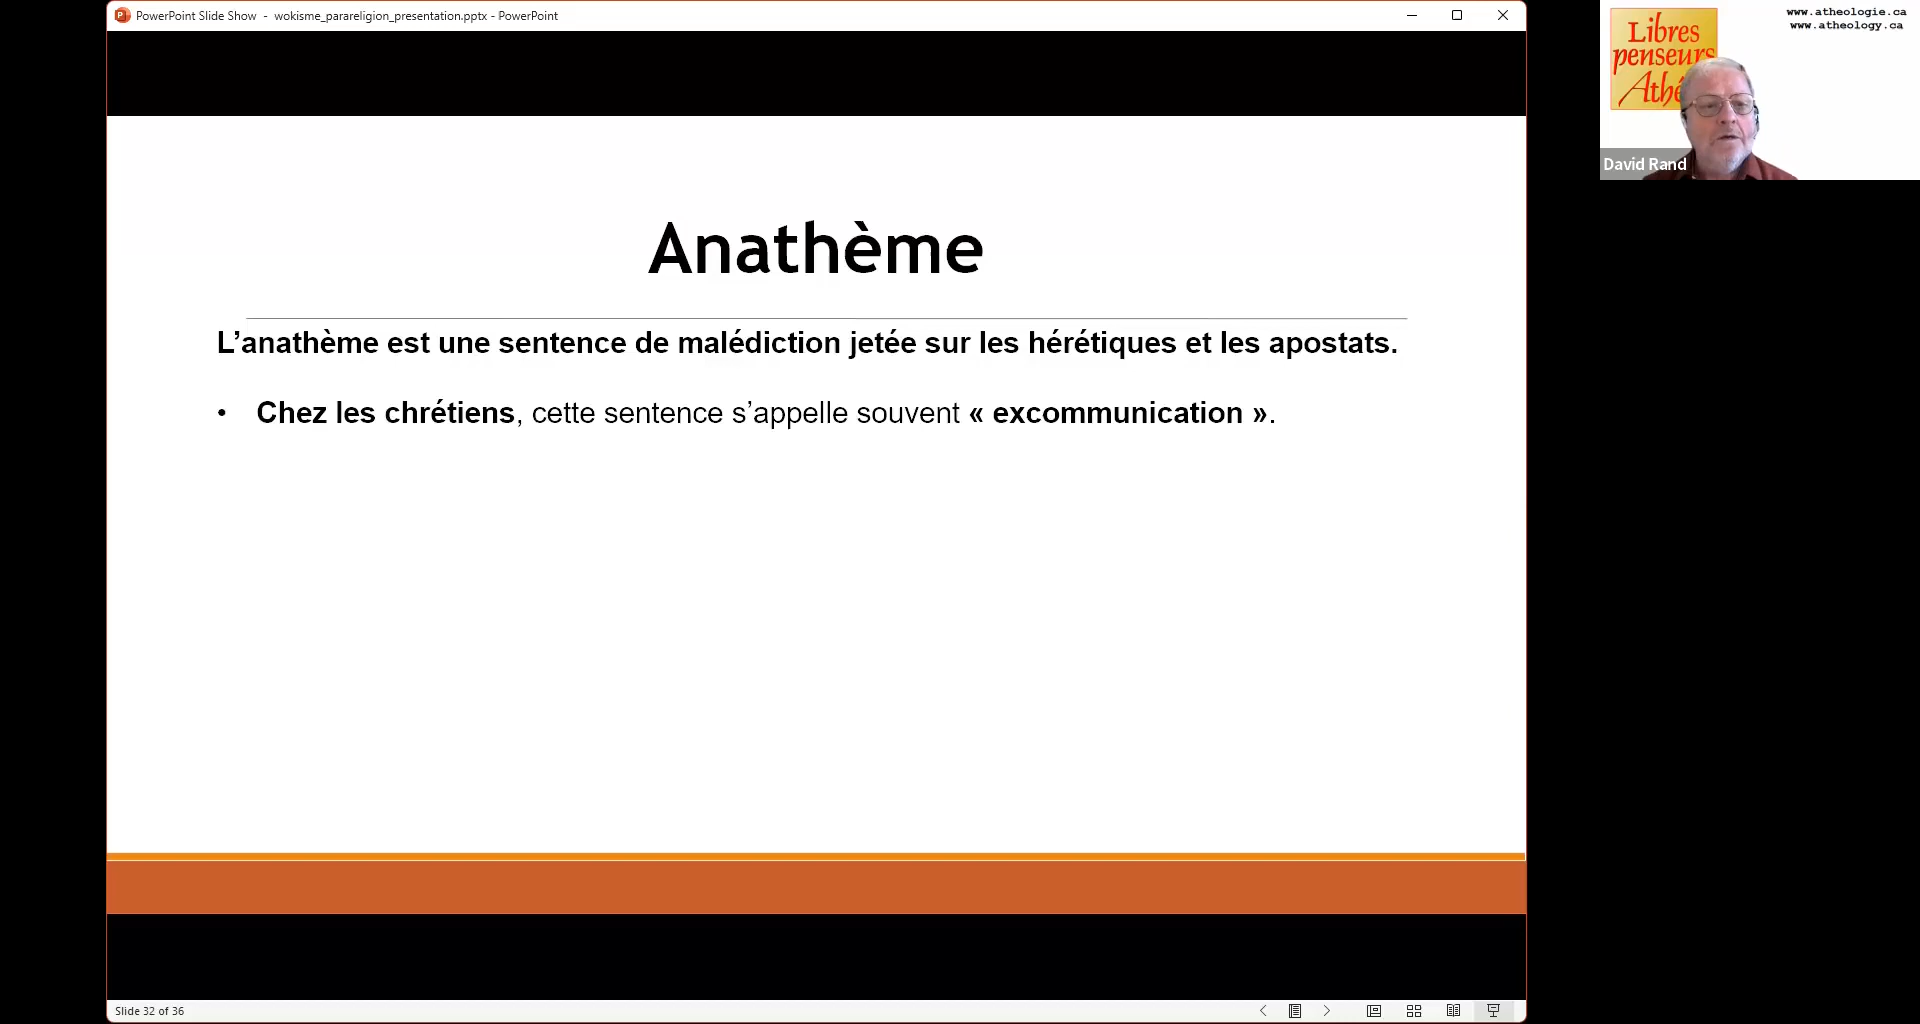 PowerPoint Slide Show - wokisme_parareligion_presentation.pptx - PowerPoint
Anathème
L’anathème est une sentence de malédiction jetée sur les hérétiques et les apostats.
• Chez les chrétiens, cette sentence s’appelle souvent « excommunication ».
Slide 32 of 36
www.atheologie.ca
www.atheology.ca
Libres
penseurs
Athé
David Rand